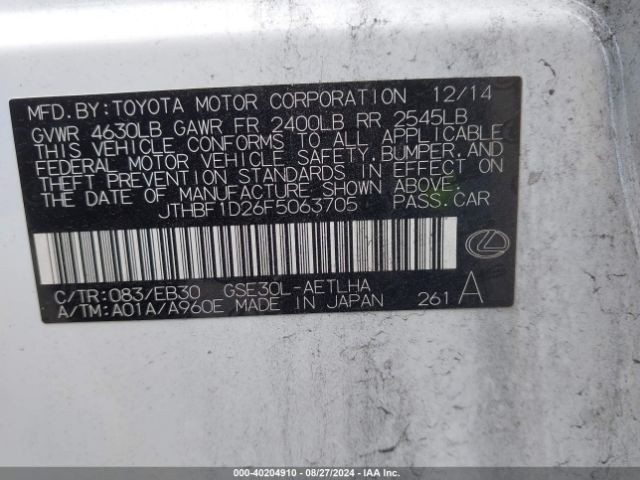 MFD.BY:TOYOTA MOTOR CORPORATION 12/14
GVWR 4630LB GAWR FR 2400LB RR 2545LB
THIS VEHICLE CONFORMS TO ALL APPLICABLE
FEDERAL MOTOR VEHICLE SAFETY,BUMPER,AND
THEFT PREVENTION STANDARDS IN EFFECT ON
THE DATE OF MANUFACTURE SHOWN ABOVE.
JTHBF1D26F5063705 PASS.CAR
C/TR:083/EB30 GSE30L-AETLHA
A/TM:A01A/A960E MADE IN JAPAN 261 A
000-40204910 - 08/27/2024 - IAA Inc.